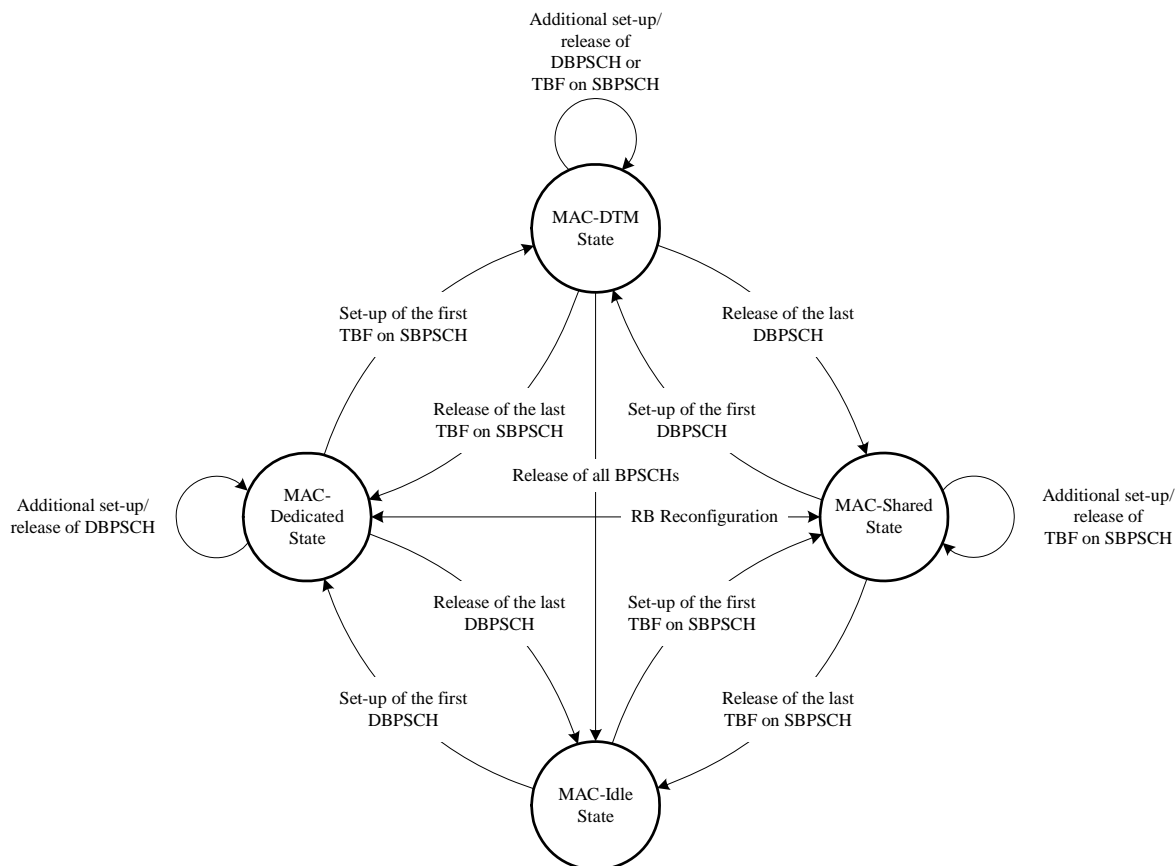 Additional set-up/
release of
DBPSCH or
TBF on SBPSCH
MAC-DTM
State
Set-up of the first
TBF on SBPSCH
Release of the last
DBPSCH
Release of the last
TBF on SBPSCH
Set-up of the first
DBPSCH
Release of all BPSCHs
Additional set-up/
release of DBPSCH
MAC-
Dedicated
State
RB Reconfiguration
MAC-Shared
State
Additional set-up/
release of
TBF on SBPSCH
Release of the last
DBPSCH
Set-up of the first
TBF on SBPSCH
Set-up of the first
DBPSCH
Release of the last
TBF on SBPSCH
MAC-Idle
State